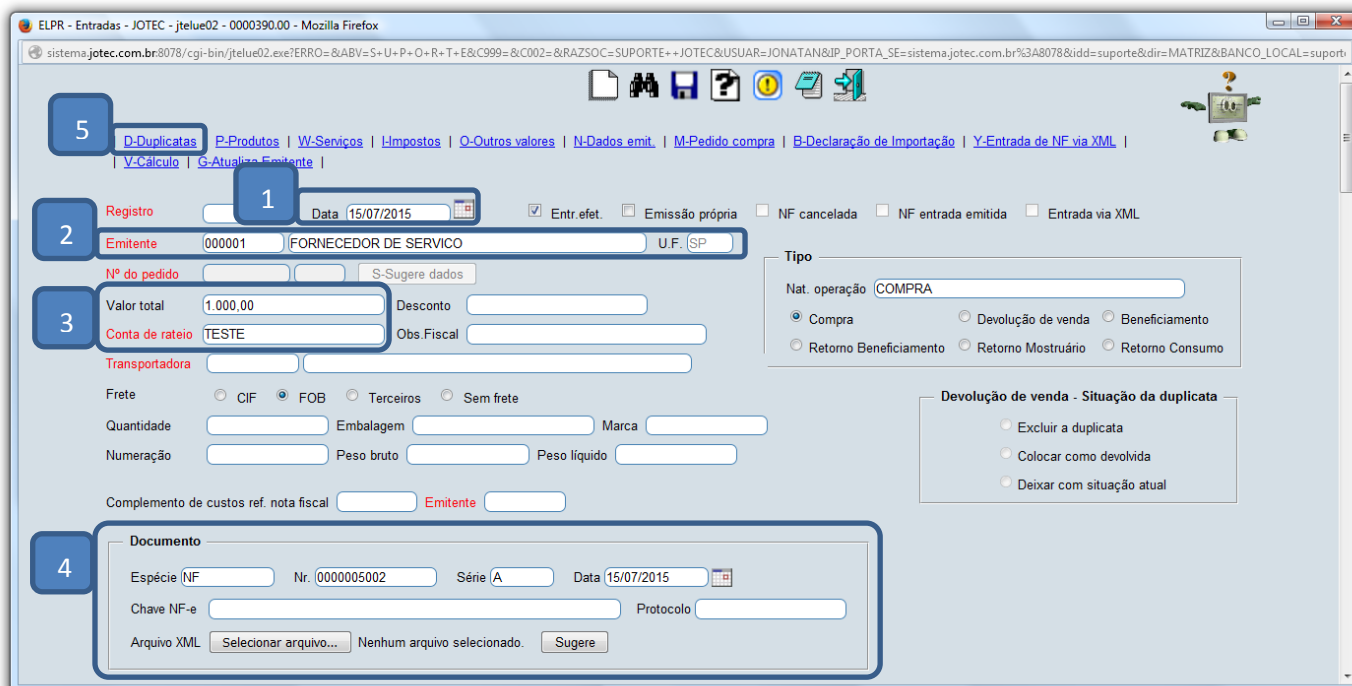 ELPR - Entradas - JOTEC - jtelue02 - 0000390.00 - Mozilla Firefox
sistema.jotec.com.br:8078/cgi-bin/jtelue02.exe?ERRO=&ABV=S+U+P+O+R+T+E&C999=&C002=&RAZSOC=SUPORTE++JOTEC&USUAR=JONATAN&IP_PORTA_SE=sistema.jotec.com.br%3A8078&idd=suporte&dir=MATRIZ&BANCO_LOCAL=suport
5
D-Duplicatas | P-Produtos | W-Serviços | I-Impostos | O-Outros valores | N-Dados emit. | M-Pedido compra | B-Declaração de Importação | Y-Entrada de NF via XML |
| V-Cálculo | G-Atualiza Emitente |
1
Registro Data 15/07/2015 Entr.efet. Emissão própria NF cancelada NF entrada emitida Entrada via XML
2
Emitente 000001 FORNECEDOR DE SERVICO U.F. SP
Tipo
Nº do pedido S-Sugere dados
Nat. operação COMPRA
3
Valor total 1.000,00 Desconto
Compra Devolução de venda Beneficiamento
Conta de rateio TESTE Obs.Fiscal
Retorno Beneficiamento Retorno Mostruário Retorno Consumo
Transportadora
Frete CIF FOB Terceiros Sem frete
Devolução de venda - Situação da duplicata
Quantidade Embalagem Marca
Excluir a duplicata
Numeração Peso bruto Peso líquido
Colocar como devolvida
Deixar com situação atual
Complemento de custos ref. nota fiscal Emitente
4
Documento
Espécie NF Nr. 0000005002 Série A Data 15/07/2015
Chave NF-e Protocolo
Arquivo XML Selecionar arquivo... Nenhum arquivo selecionado. Sugere